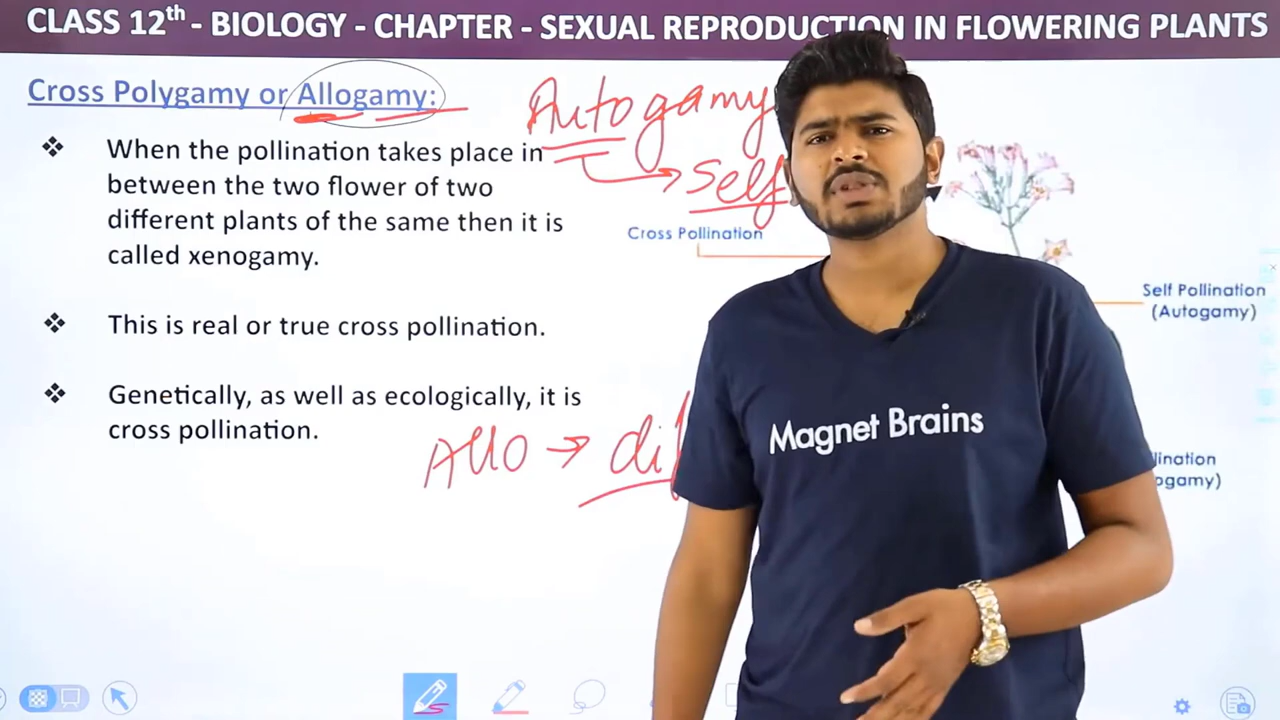 CLASS 12th - BIOLOGY - CHAPTER - SEXUAL REPRODUCTION IN FLOWERING PLANTS
Cross Polygamy or Allogamy:
Autogamy
Self
❖ When the pollination takes place in
between the two flower of two
different plants of the same then it is
called xenogamy.
❖ This is real or true cross pollination.
❖ Genetically, as well as ecologically, it is
cross pollination.
Allo → dif
Cross Pollination
Self Pollination
(Autogamy)
Magnet Brains